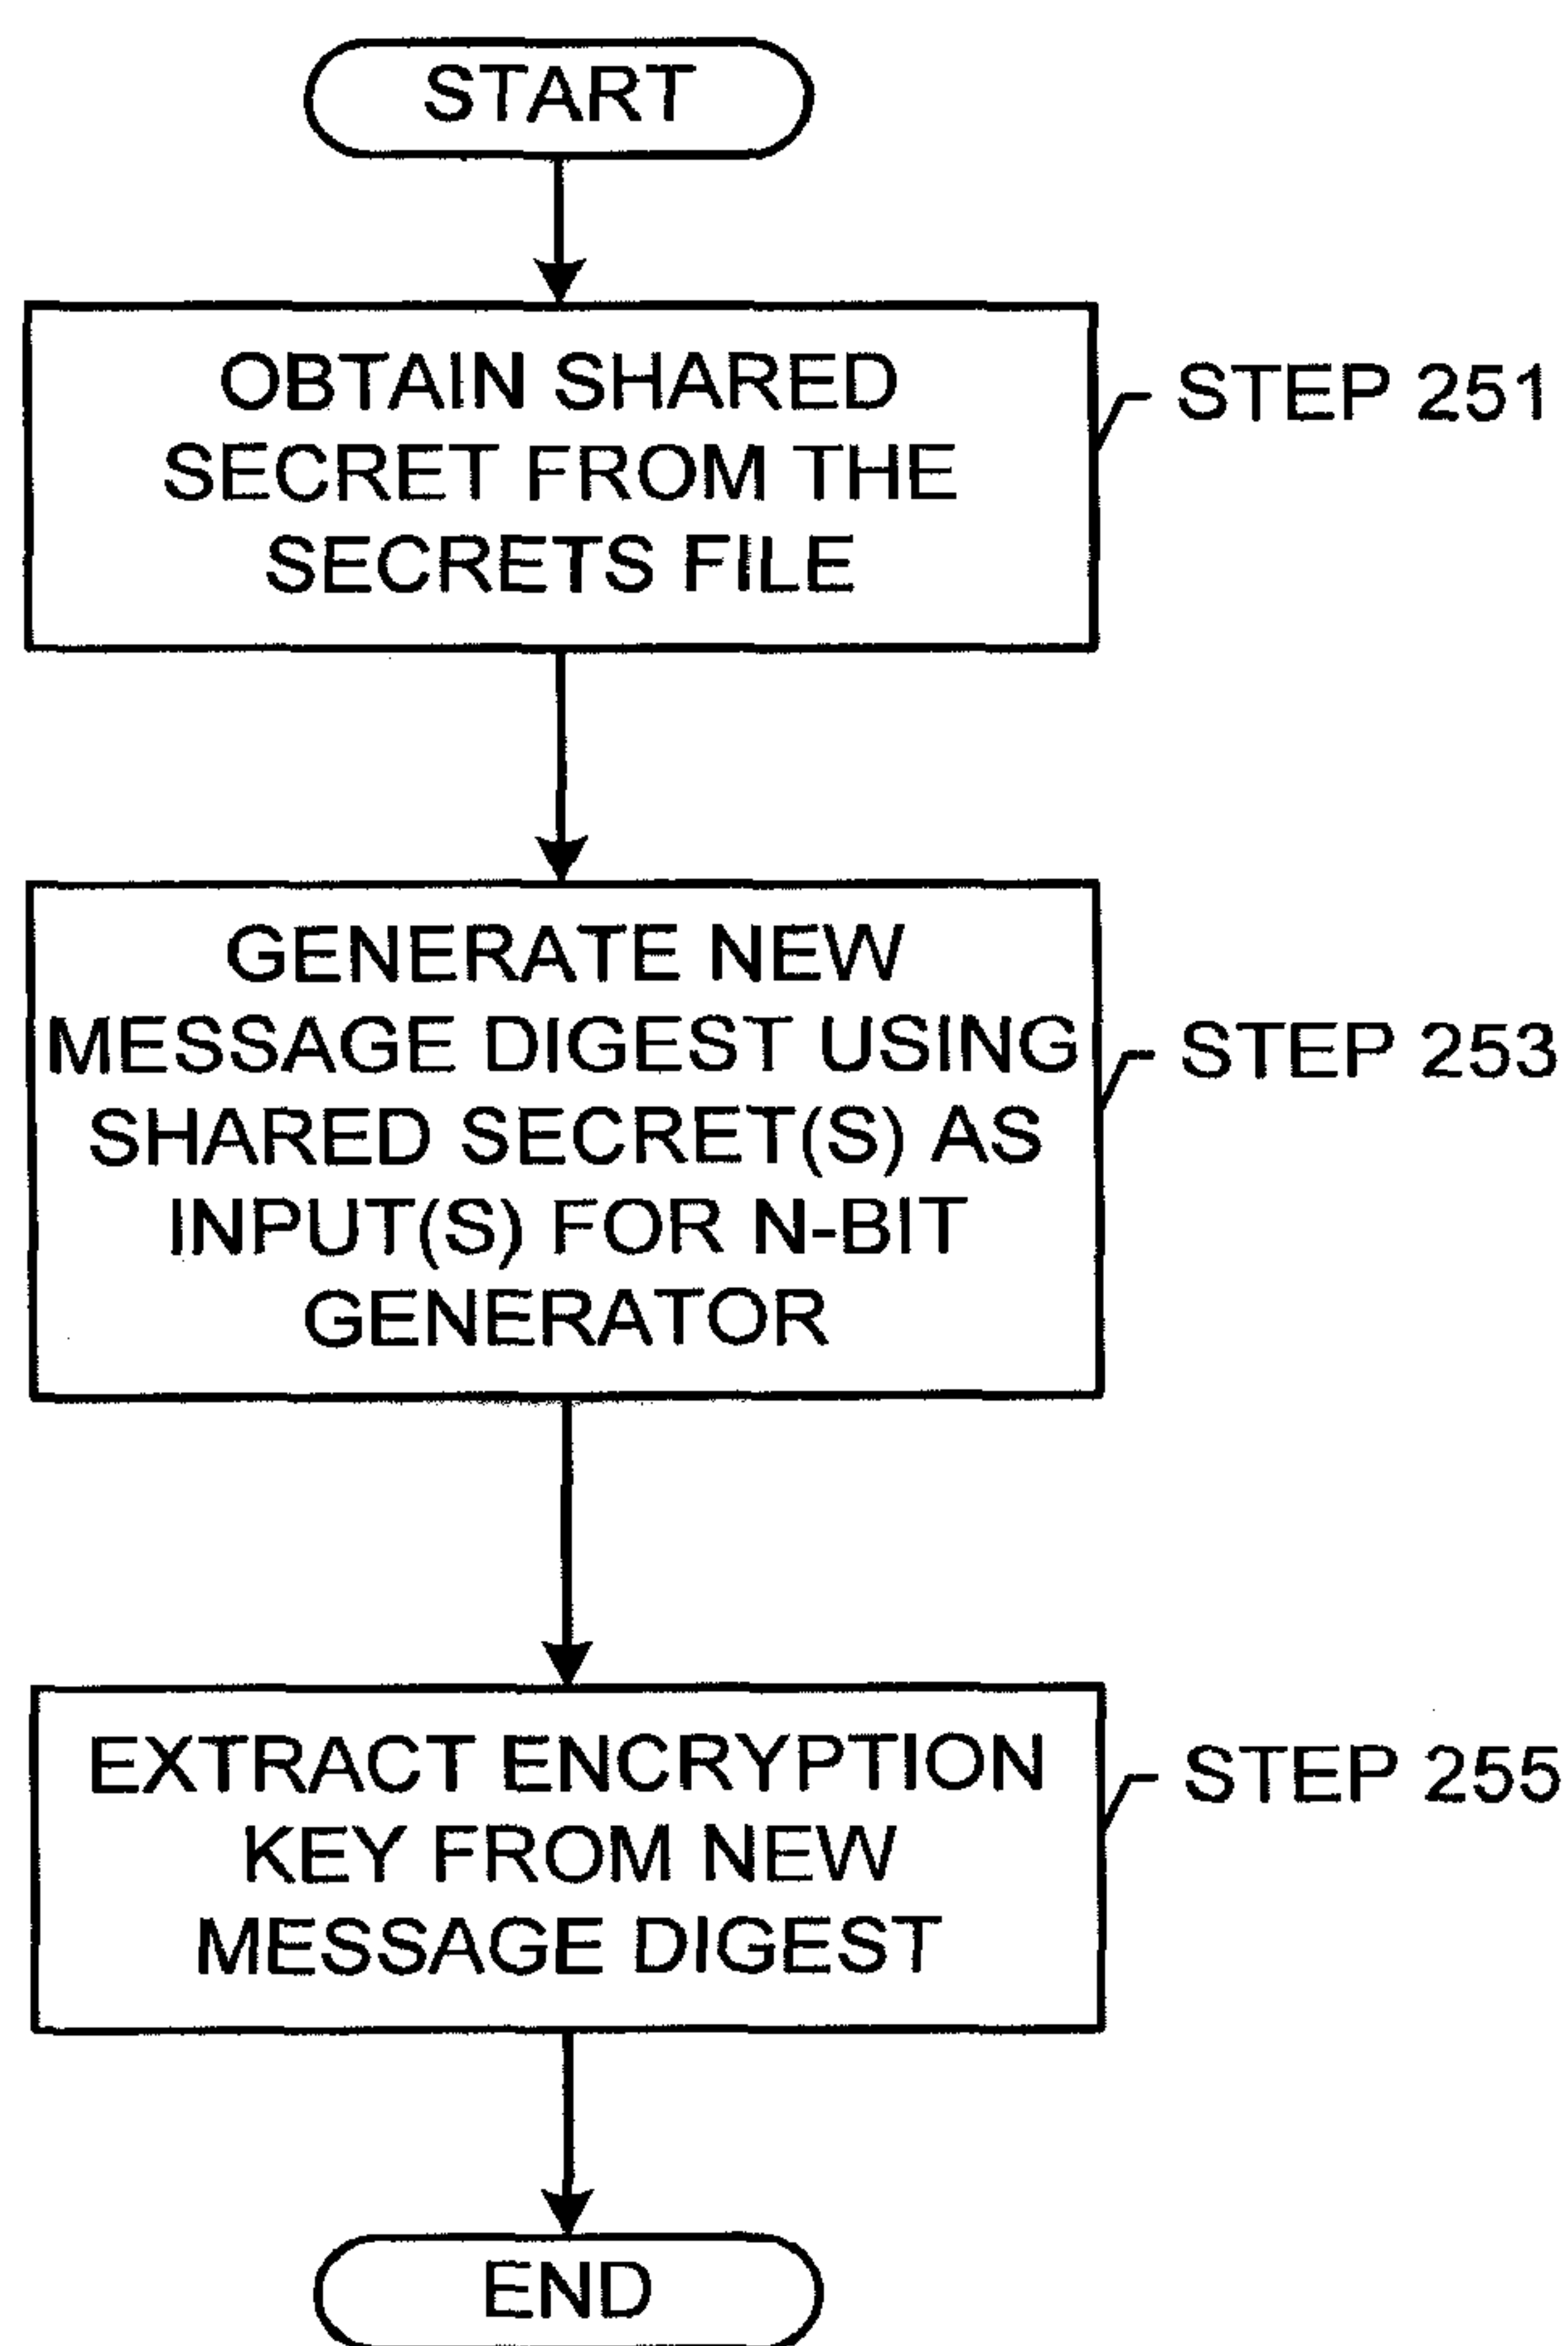 START
OBTAIN SHARED
SECRET FROM THE
SECRETS FILE
STEP 251
GENERATE NEW
MESSAGE DIGEST USING
SHARED SECRET(S) AS
INPUT(S) FOR N-BIT
GENERATOR
STEP 253
EXTRACT ENCRYPTION
KEY FROM NEW
MESSAGE DIGEST
STEP 255
END